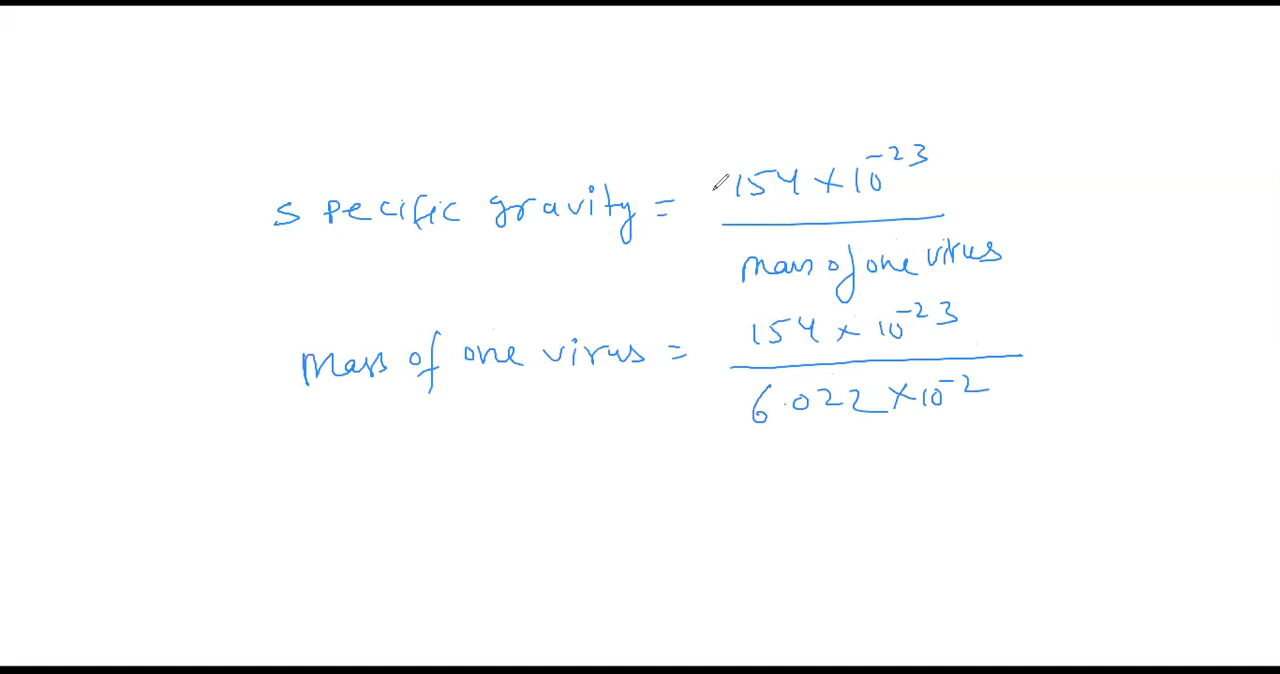 specific gravity = 154 × 10⁻²³
mass of one virus
mass of one virus = 154 × 10⁻²³
6.022 × 10⁻²